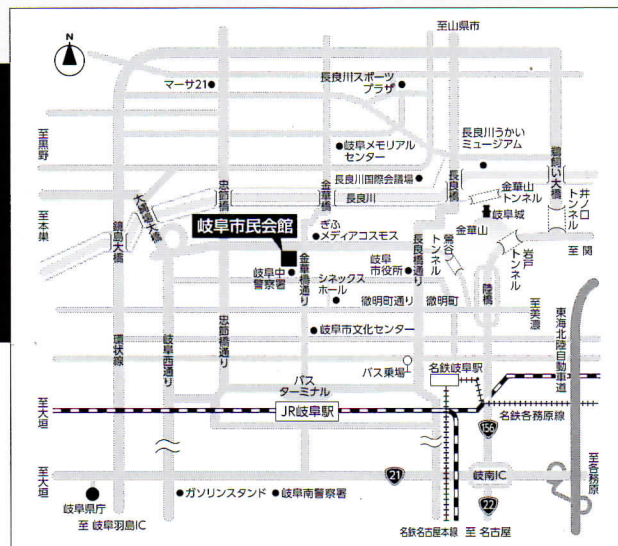 至山県市
N
マーサ21
長良川スポーツ
プラザ
至黒野
岐阜メモリアル
センター
長良川うかい
ミュージアム
鵜飼い大橋
長良川国際会議場
長良橋
金華山
トンネル
井ノ口
トンネル
忠節橋
金華橋
長良川
岐阜城
至本巣
大縄場大橋
鏡島大橋
岐阜市民会館
ぎふ
メディアコスモス
金華山
鶯谷
トンネル
岩戸
トンネル
至 関
長良橋通り
岐阜
市役所
岐阜中
警察署
金華橋通り
シネックス
ホール
陸橋
徹明町通り
徹明町
至美濃
東海北陸自動車道
環状線
岐阜西通り
忠節橋通り
岐阜市文化センター
バス乗場
名鉄岐阜駅
バス
ターミナル
至大垣
JR岐阜駅
名鉄各務原線
156
至大垣
21
岐南IC
至各務原
岐阜県庁
ガソリンスタンド
岐阜南警察署
22
至 岐阜羽島IC
名鉄名古屋本線
至 名古屋